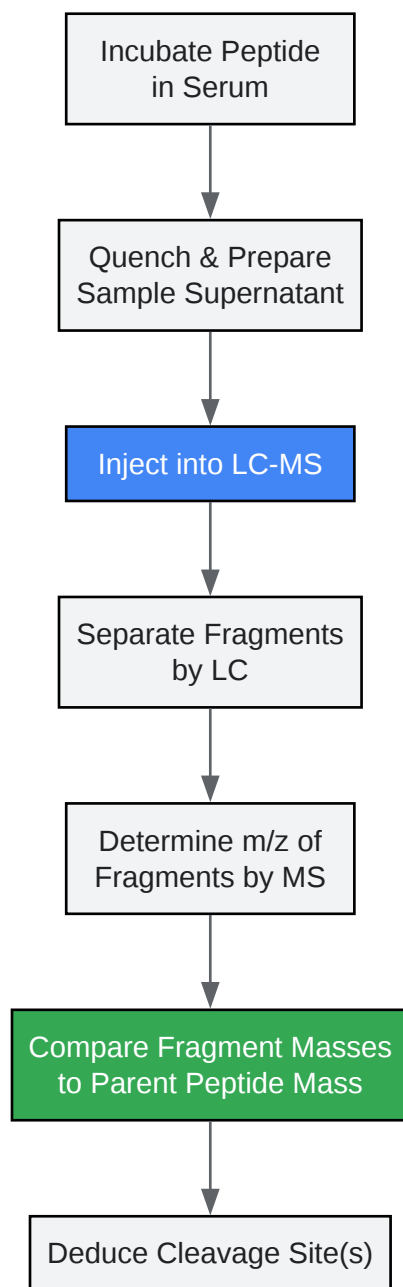 Incubate Peptide
in Serum
Quench & Prepare
Sample Supernatant
Inject into LC-MS
Separate Fragments
by LC
Determine m/z of
Fragments by MS
Compare Fragment Masses
to Parent Peptide Mass
Deduce Cleavage Site(s)